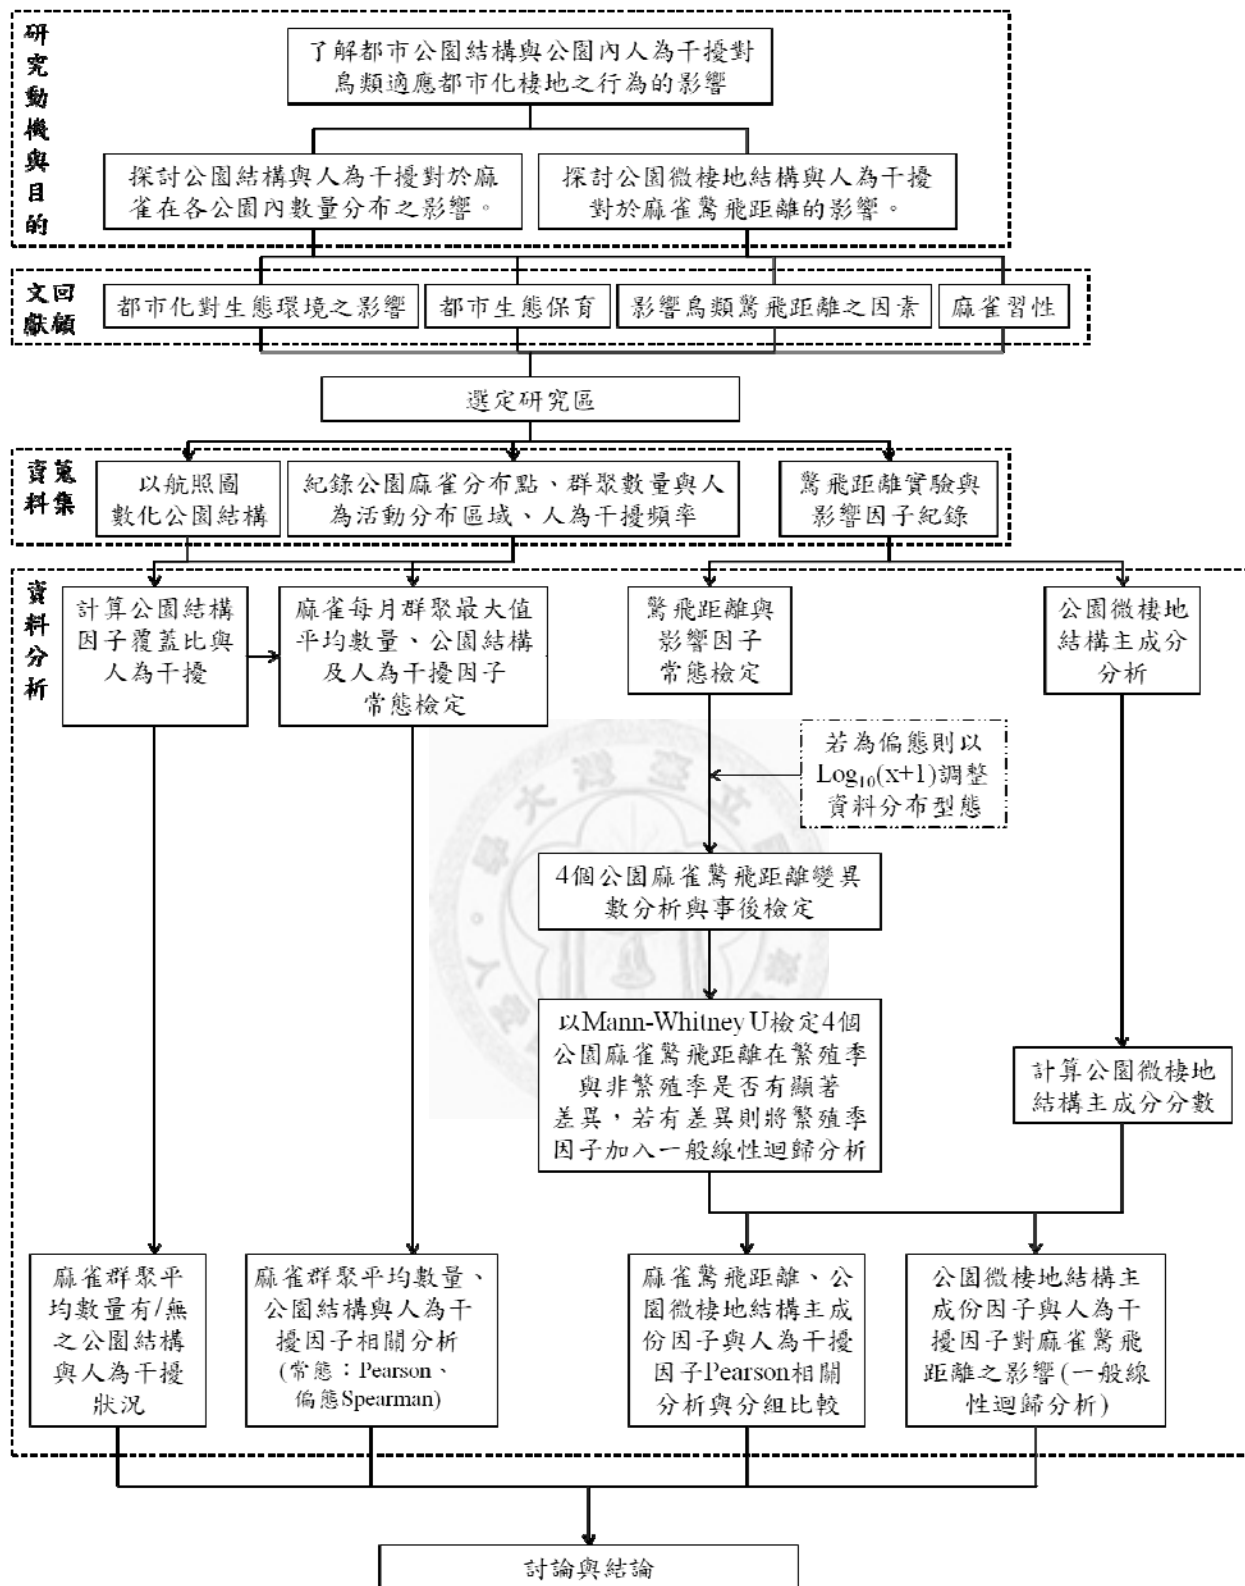 研究動機與目的
了解都市公園結構與公園內人為干擾對
鳥類適應都市化棲地之行為的影響
探討公園結構與人為干擾對於麻
雀在各公園內數量分布之影響。
探討公園微棲地結構與人為干擾
對於麻雀驚飛距離的影響。
文獻回顧
都市化對生態環境之影響
都市生態保育
影響鳥類驚飛距離之因素
麻雀習性
選定研究區
資料蒐集
以航照圖
數化公園結構
紀錄公園麻雀分布點、群聚數量與人
為活動分布區域、人為干擾頻率
驚飛距離實驗與
影響因子紀錄
資料分析
計算公園結構
因子覆蓋比與
人為干擾
麻雀每月群聚最大值
平均數量、公園結構
及人為干擾因子
常態檢定
驚飛距離與
影響因子
常態檢定
公園微棲地
結構主成分
分析
若為偏態則以
Log₁₀(x+1)調整
資料分布型態
4個公園麻雀驚飛距離變異
數分析與事後檢定
以Mann-Whitney U檢定4個
公園麻雀驚飛距離在繁殖季
與非繁殖季是否有顯著
差異,若有差異則將繁殖季
因子加入一般線性迴歸分析
計算公園微棲地
結構主成分分數
麻雀群聚平
均數量有/無
之公園結構
與人為干擾
狀況
麻雀群聚平均數量、
公園結構與人為干
擾因子相關分析
(常態：Pearson、
偏態Spearman)
麻雀驚飛距離、公
園微棲地結構主成
份因子與人為干擾
因子Pearson相關
分析與分組比較
公園微棲地結構主
成份因子與人為干
擾因子對麻雀驚飛
距離之影響(一般線
性迴歸分析)
討論與結論